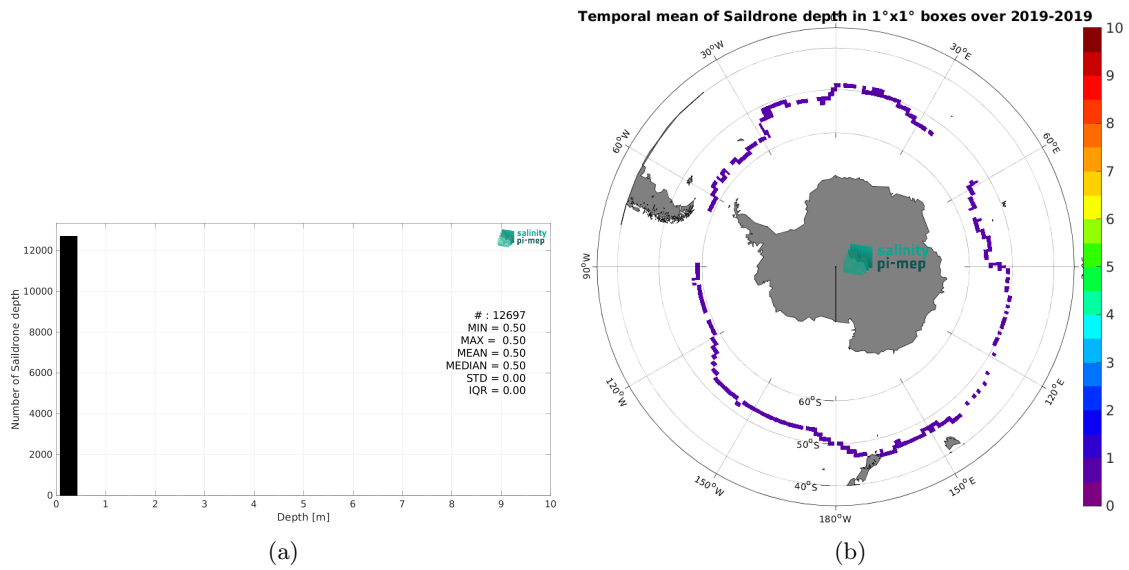 Temporal mean of Saildrone depth in 1°x1° boxes over 2019-2019
Number of Saildrone depth
12000
10000
8000
6000
4000
2000
0
salinity
pi-mep
# : 12697
MIN = 0.50
MAX = 0.50
MEAN = 0.50
MEDIAN = 0.50
STD = 0.00
IQR = 0.00
0 1 2 3 4 5 6 7 8 9 10
Depth [m]
(a)
30°W
30°E
60°W
60°E
90°W
salinity
pi-mep
120°W
120°E
60°S
50°S
40°S
150°W
150°E
180°W
10
9
8
7
6
5
4
3
2
1
0
(b)